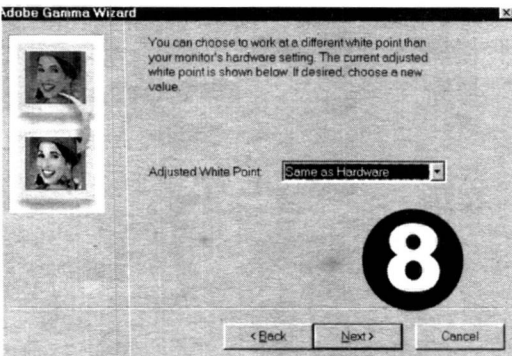 Adobe Gamma Wizard
You can choose to work at a different white point than
your monitor's hardware setting. The current adjusted
white point is shown below. If desired, choose a new
value.
Adjusted White Point: Same as Hardware
8
< Back Next > Cancel